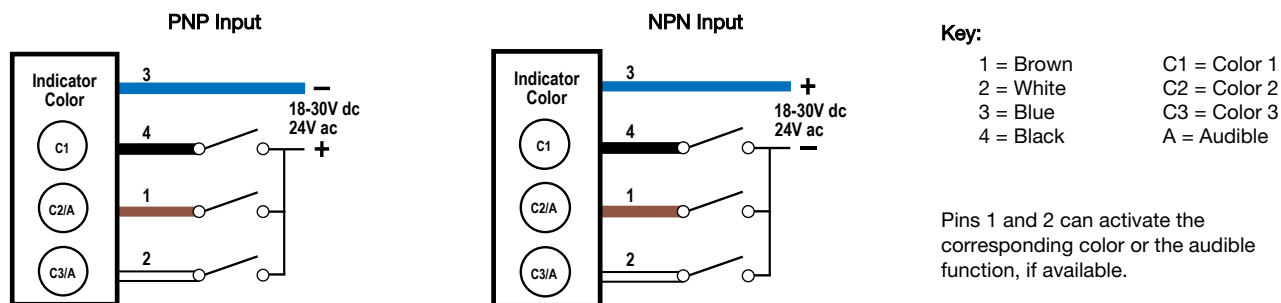 PNP Input
Indicator
Color
C1
C2/A
C3/A
3
−
18-30V dc
24V ac
4
+
1
2
NPN Input
Indicator
Color
C1
C2/A
C3/A
3
+
18-30V dc
24V ac
4
−
1
2
Key:
1 = Brown
2 = White
3 = Blue
4 = Black
C1 = Color 1
C2 = Color 2
C3 = Color 3
A = Audible
Pins 1 and 2 can activate the
corresponding color or the audible
function, if available.